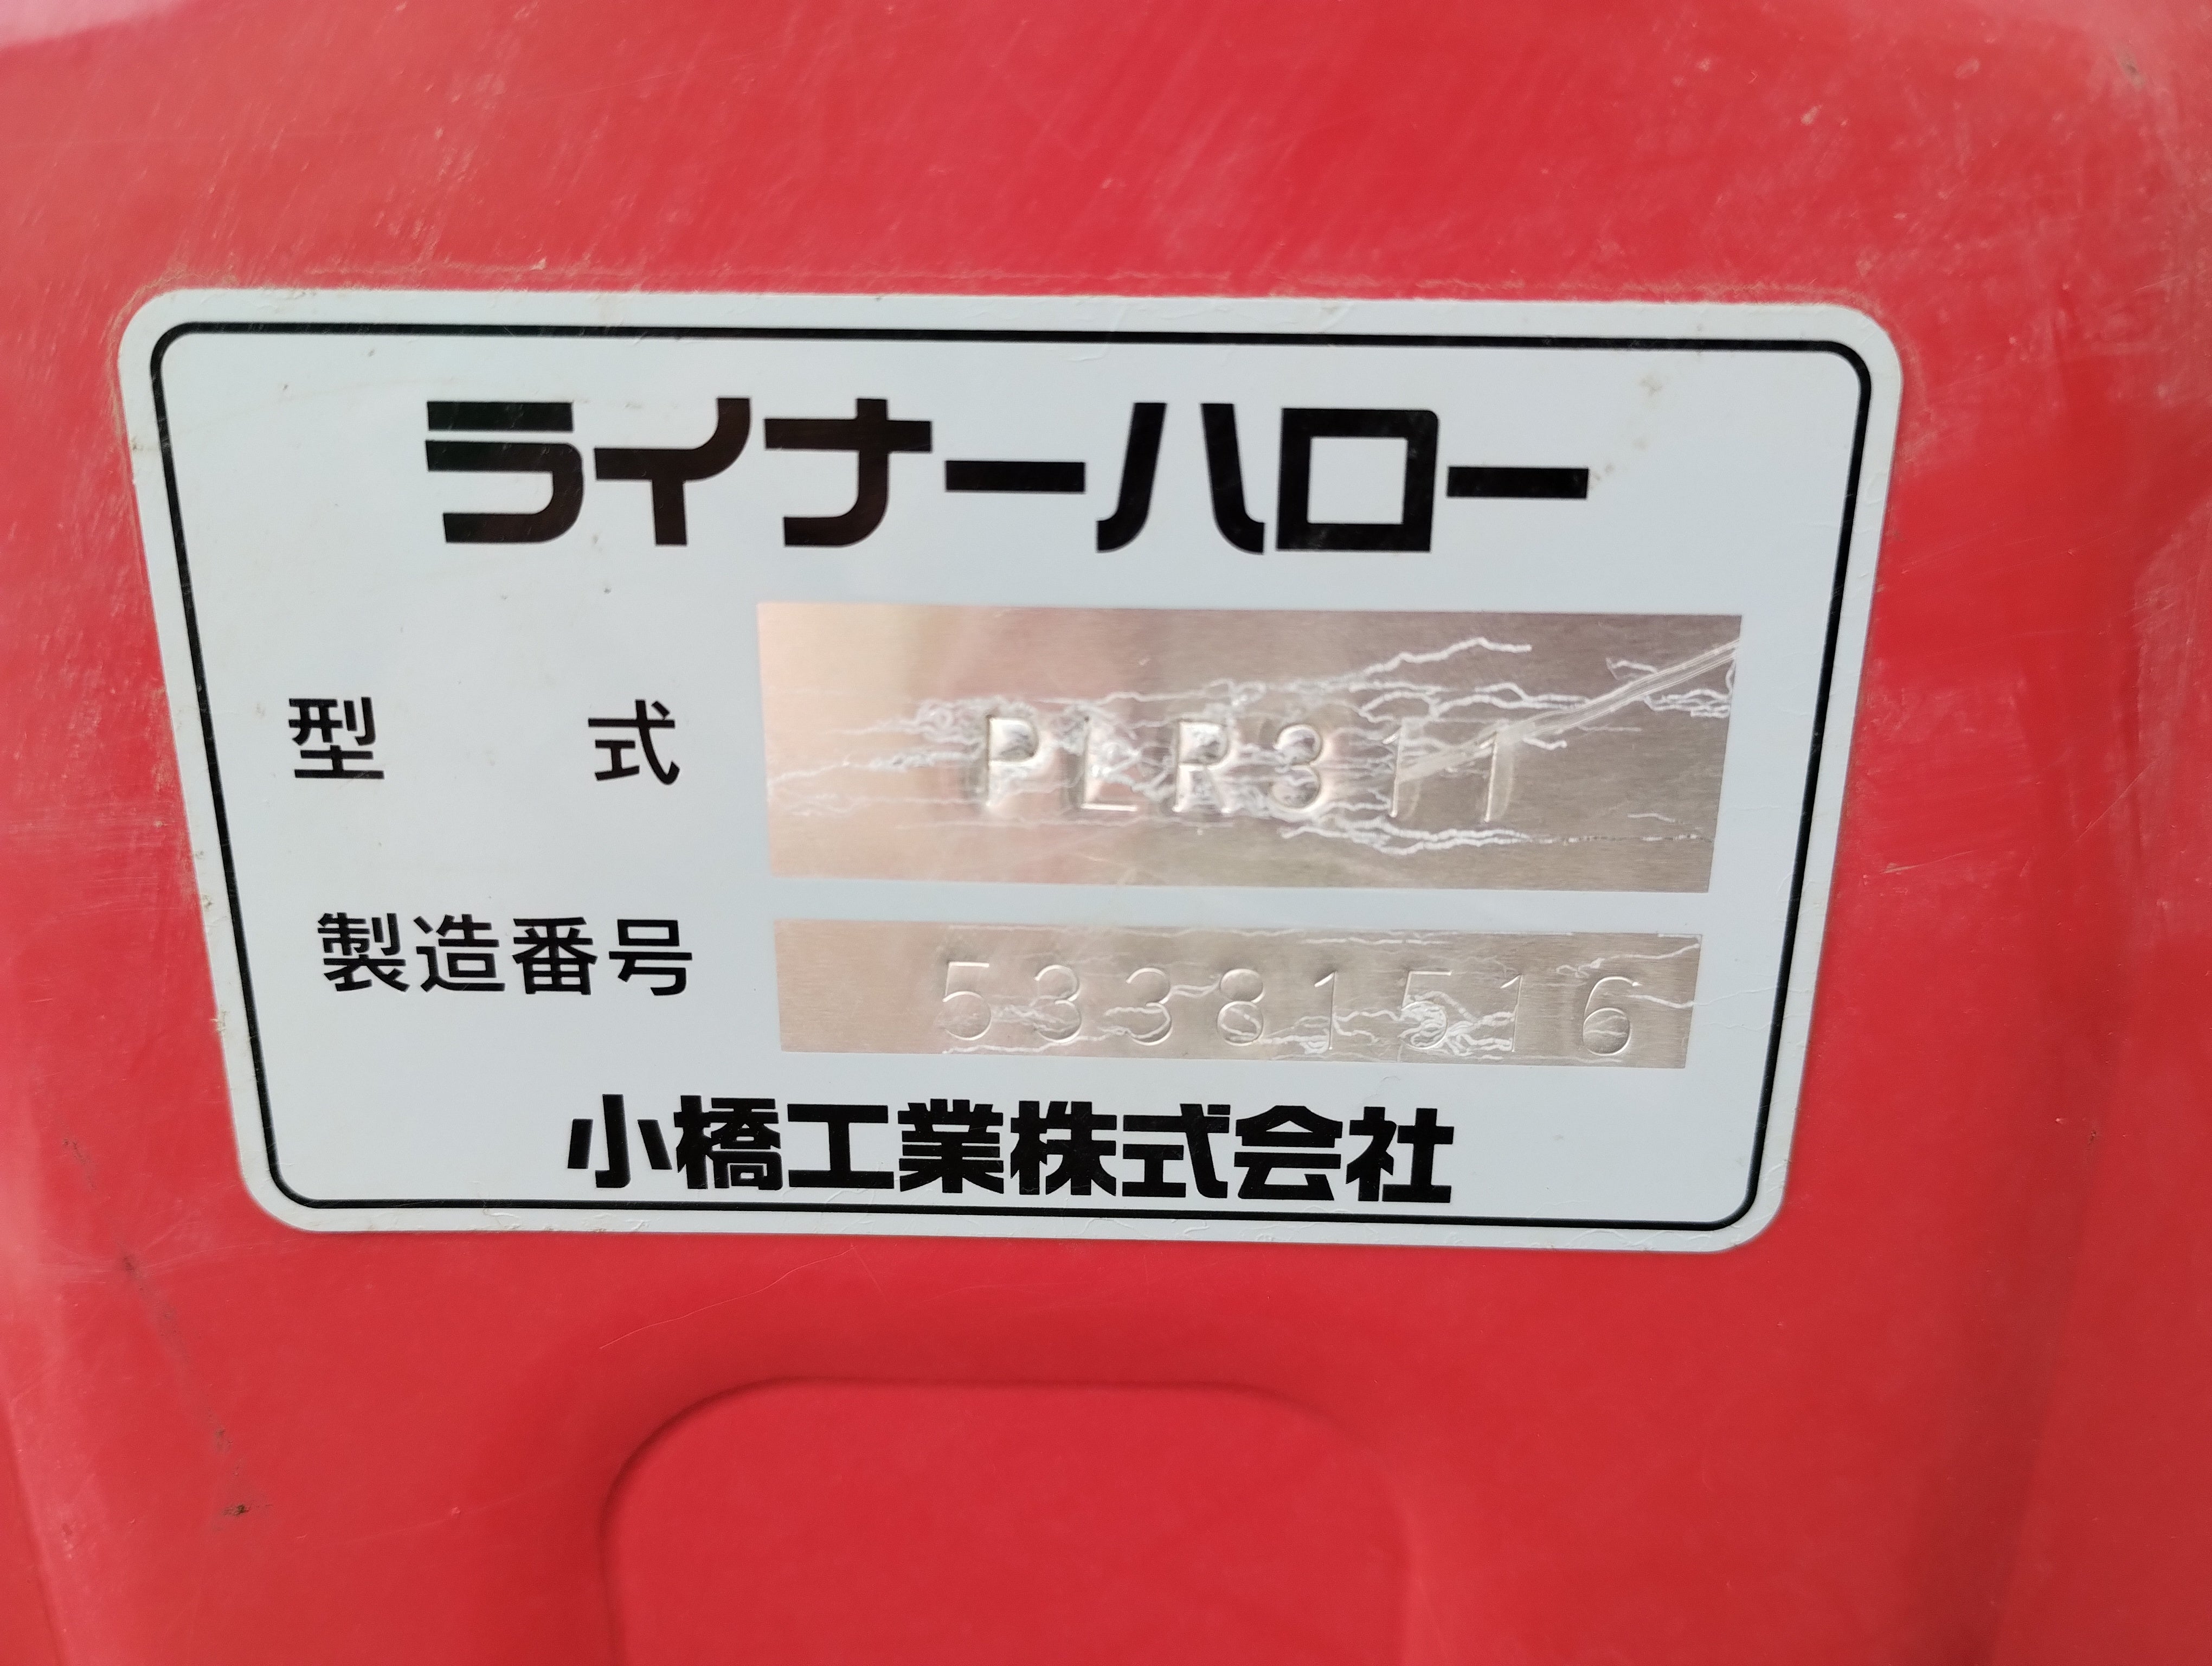 ライナーハロー
型 式 PLR311
製造番号 53381516
小橋工業株式会社